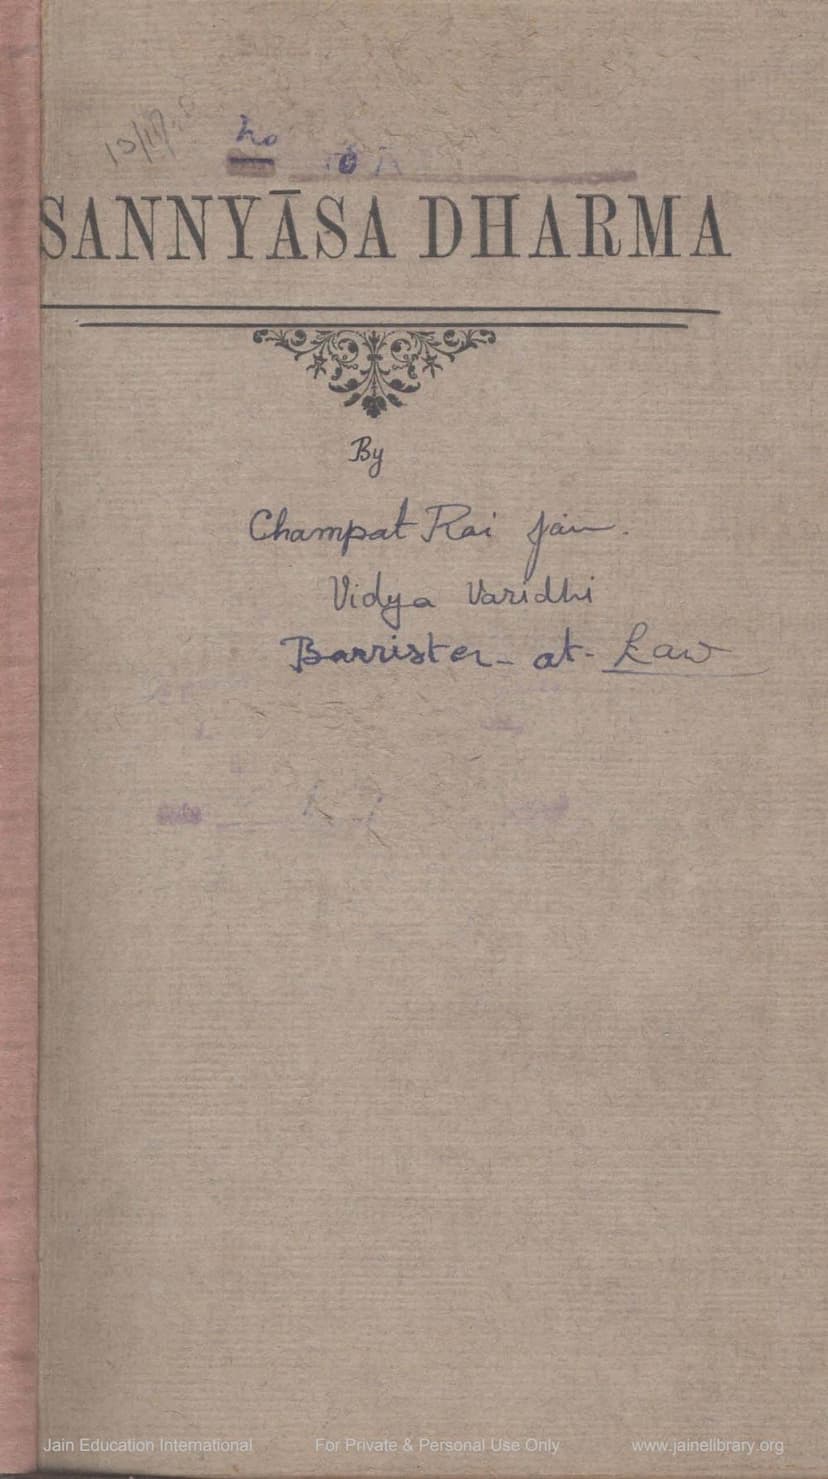 No
SANNYĀSA DHARMA
By
Champat Rai Jain.
Vidya Varidhi
Barrister-at-Law
Jain Education International For Private & Personal Use Only www.jainelibrary.org